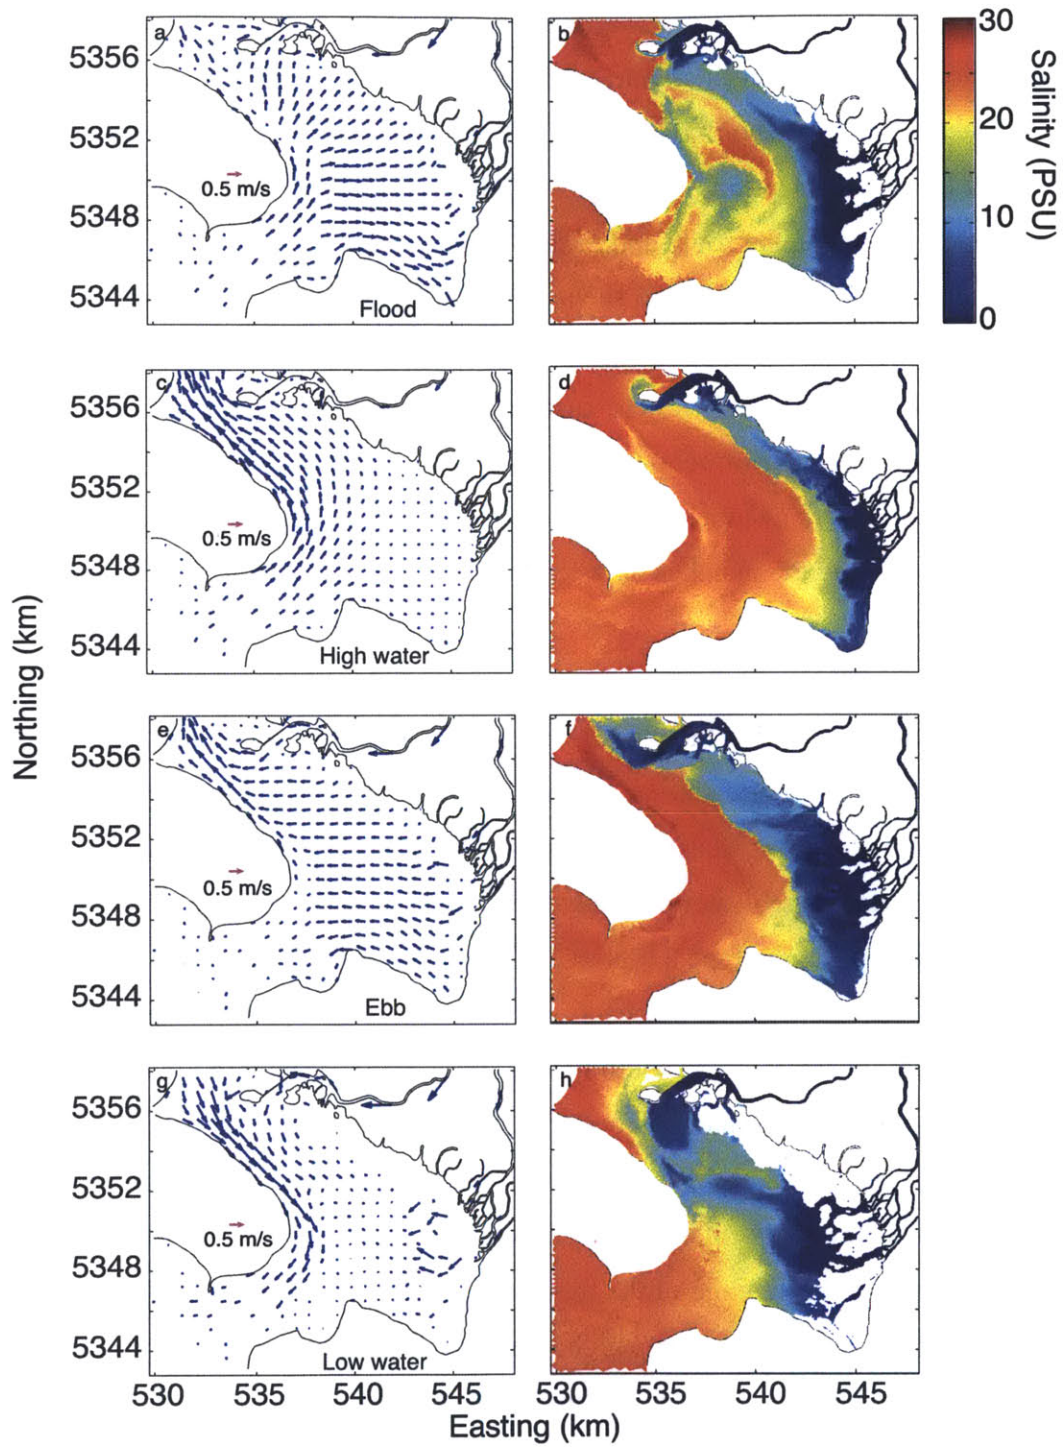 a
5356
5352
5348
5344
0.5 m/s
Flood
b
30
20
10
0
Salinity (PSU)
c
5356
5352
5348
5344
0.5 m/s
High water
d
Northing (km)
e
5356
5352
5348
5344
0.5 m/s
Ebb
f
g
5356
5352
5348
5344
0.5 m/s
Low water
h
530 535 540 545
530 535 540 545
Easting (km)